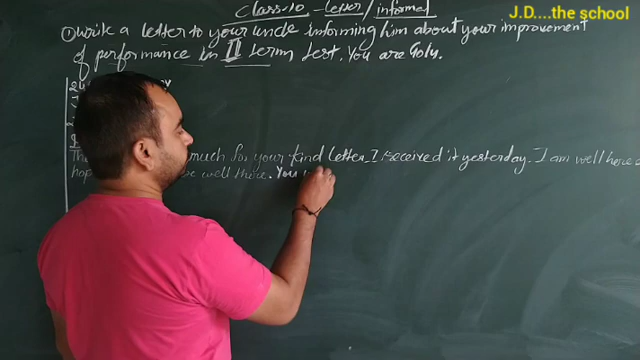 J.D....the school
Class-10 - Letter / informal
① Write a letter to your uncle informing him about your improvement
of performance in II term test. You are Golu.
much for your kind letter. I received it yesterday. I am well here
be well there. You